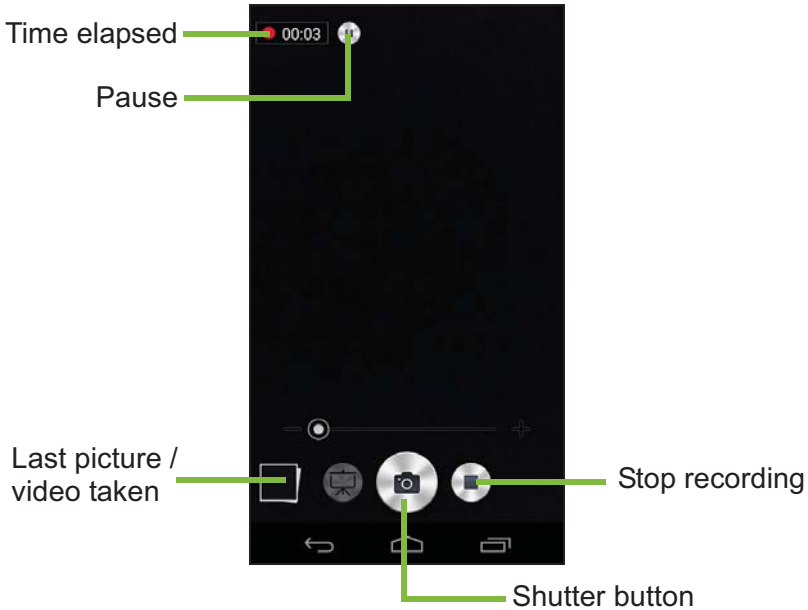 Time elapsed
00:03
Pause
Last picture /
video taken
Stop recording
Shutter button